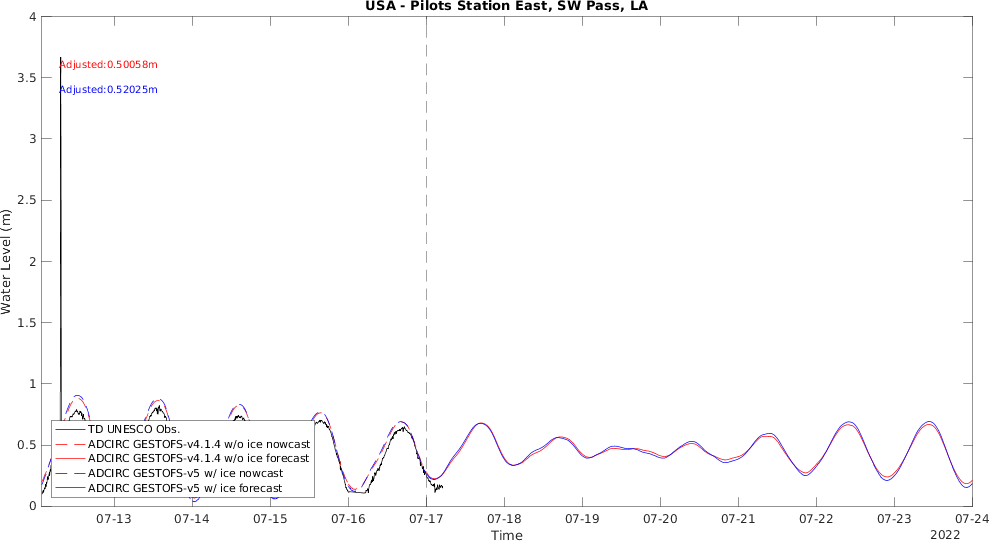 USA - Pilots Station East, SW Pass, LA
4
3.5
3
2.5
2
1.5
1
0.5
0
Water Level (m)
Adjusted:0.50058m
Adjusted:0.52025m
TD UNESCO Obs.
ADCIRC GESTOFS-v4.1.4 w/o ice nowcast
ADCIRC GESTOFS-v4.1.4 w/o ice forecast
ADCIRC GESTOFS-v5 w/ ice nowcast
ADCIRC GESTOFS-v5 w/ ice forecast
07-13 07-14 07-15 07-16 07-17 07-18 07-19 07-20 07-21 07-22 07-23 07-24
Time
2022